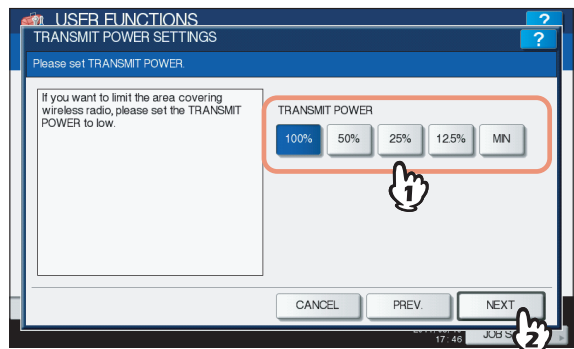 USER FUNCTIONS
?
TRANSMIT POWER SETTINGS
?
Please set TRANSMIT POWER.
If you want to limit the area covering
wireless radio, please set the TRANSMIT
POWER to low.
TRANSMIT POWER
100% 50% 25% 12.5% MIN
1
CANCEL PREV. NEXT
17 : 46
JOB
2